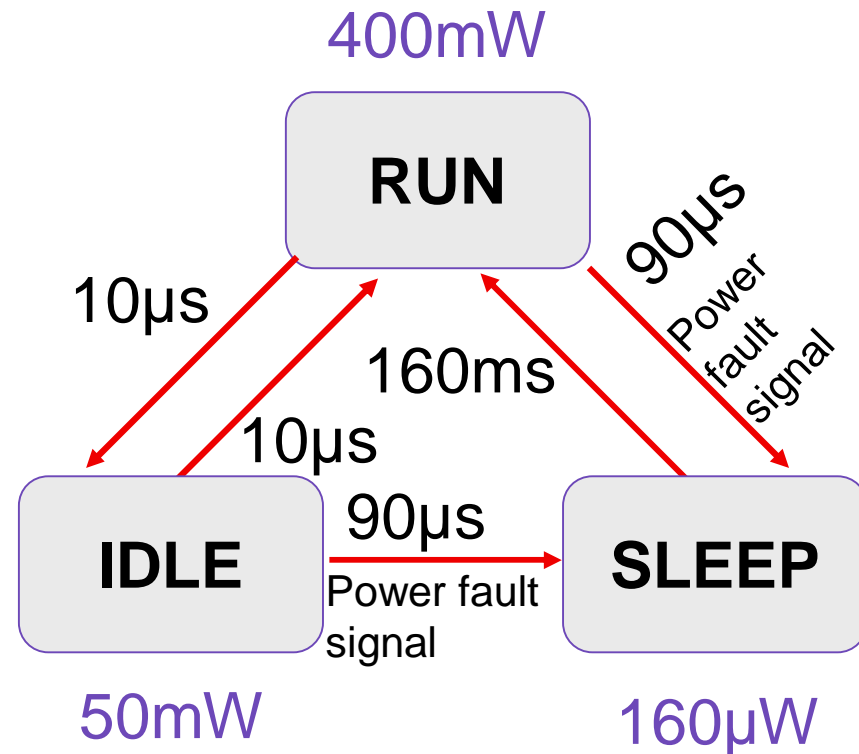 400mW
RUN
90µs
Power
fault
signal
10µs
160ms
10µs
IDLE
90µs
Power fault
signal
SLEEP
50mW
160µW